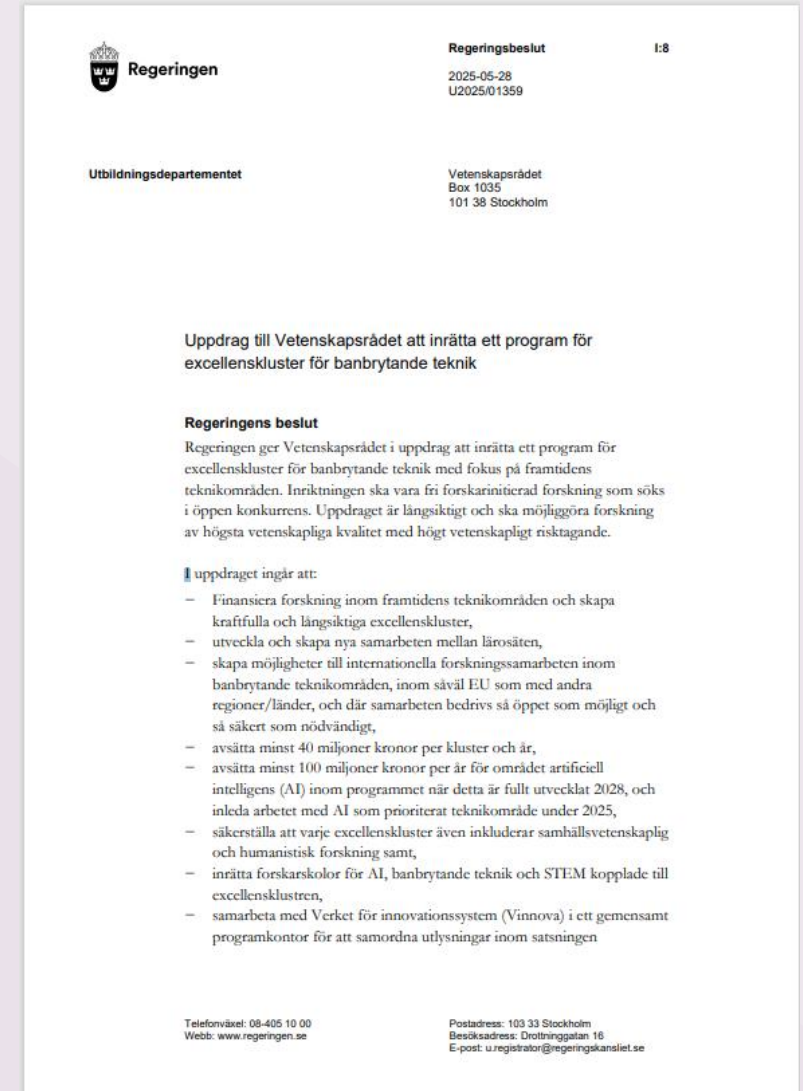 Regeringen
Regeringsbeslut I:8
2025-05-28
U2025/01359
Utbildningsdepartementet
Vetenskapsrådet
Box 1035
101 38 Stockholm
Uppdrag till Vetenskapsrådet att inrätta ett program för
excellenskluster för banbrytande teknik
Regeringens beslut
Regeringen ger Vetenskapsrådet i uppdrag att inrätta ett program för
excellenskluster för banbrytande teknik med fokus på framtidens
teknikområden. Inriktningen ska vara fri forskarinitierad forskning som söks
i öppen konkurrens. Uppdraget är långsiktigt och ska möjliggöra forskning
av högsta vetenskapliga kvalitet med högt vetenskapligt risktagande.
I uppdraget ingår att:
− Finansiera forskning inom framtidens teknikområden och skapa
kraftfulla och långsiktiga excellenskluster,
− utveckla och skapa nya samarbeten mellan lärosäten,
− skapa möjligheter till internationella forskningssamarbeten inom
banbrytande teknikområden, inom såväl EU som med andra
regioner/länder, och där samarbeten bedrivs så öppet som möjligt och
så säkert som nödvändigt,
− avsätta minst 40 miljoner kronor per kluster och år,
− avsätta minst 100 miljoner kronor per år för området artificiell
intelligens (AI) inom programmet när detta är fullt utvecklat 2028, och
inleda arbetet med AI som prioriterat teknikområde under 2025,
− säkerställa att varje excellenskluster även inkluderar samhällsvetenskaplig
och humanistisk forskning samt,
− inrätta forskarskolor för AI, banbrytande teknik och STEM kopplade till
excellensklustren,
− samarbeta med Verket för innovationssystem (Vinnova) i ett gemensamt
programkontor för att samordna utlysningar inom satsningen
Telefonväxel: 08-405 10 00
Webb: www.regeringen.se
Postadress: 103 33 Stockholm
Besöksadress: Drottninggatan 16
E-post: u.registrator@regeringskansliet.se